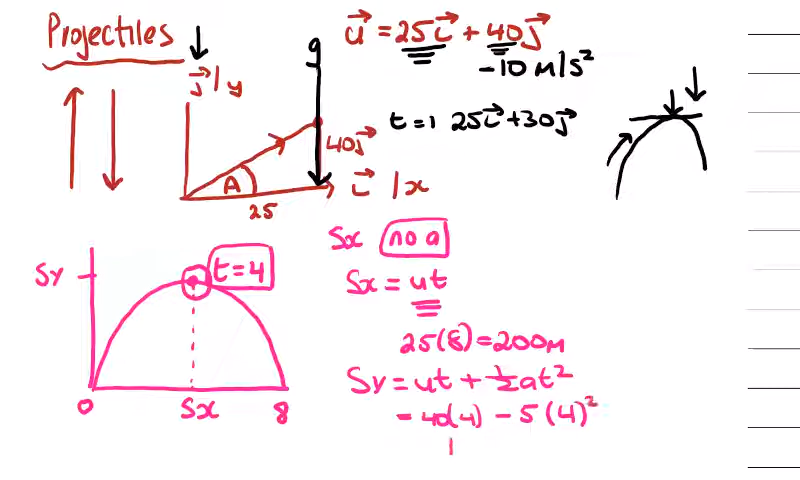 Projectiles
u⃗ = 25i⃗ + 40j⃗
-10 m/s²
j⃗/y
g
t=1 25i⃗+30j⃗
40j⃗
A
i⃗ /x
25
Sx no a
Sy
t=4
Sx = ut
25(8)=200m
Sy = ut + ½at²
0 Sx 8
= 40(4) - 5(4)²